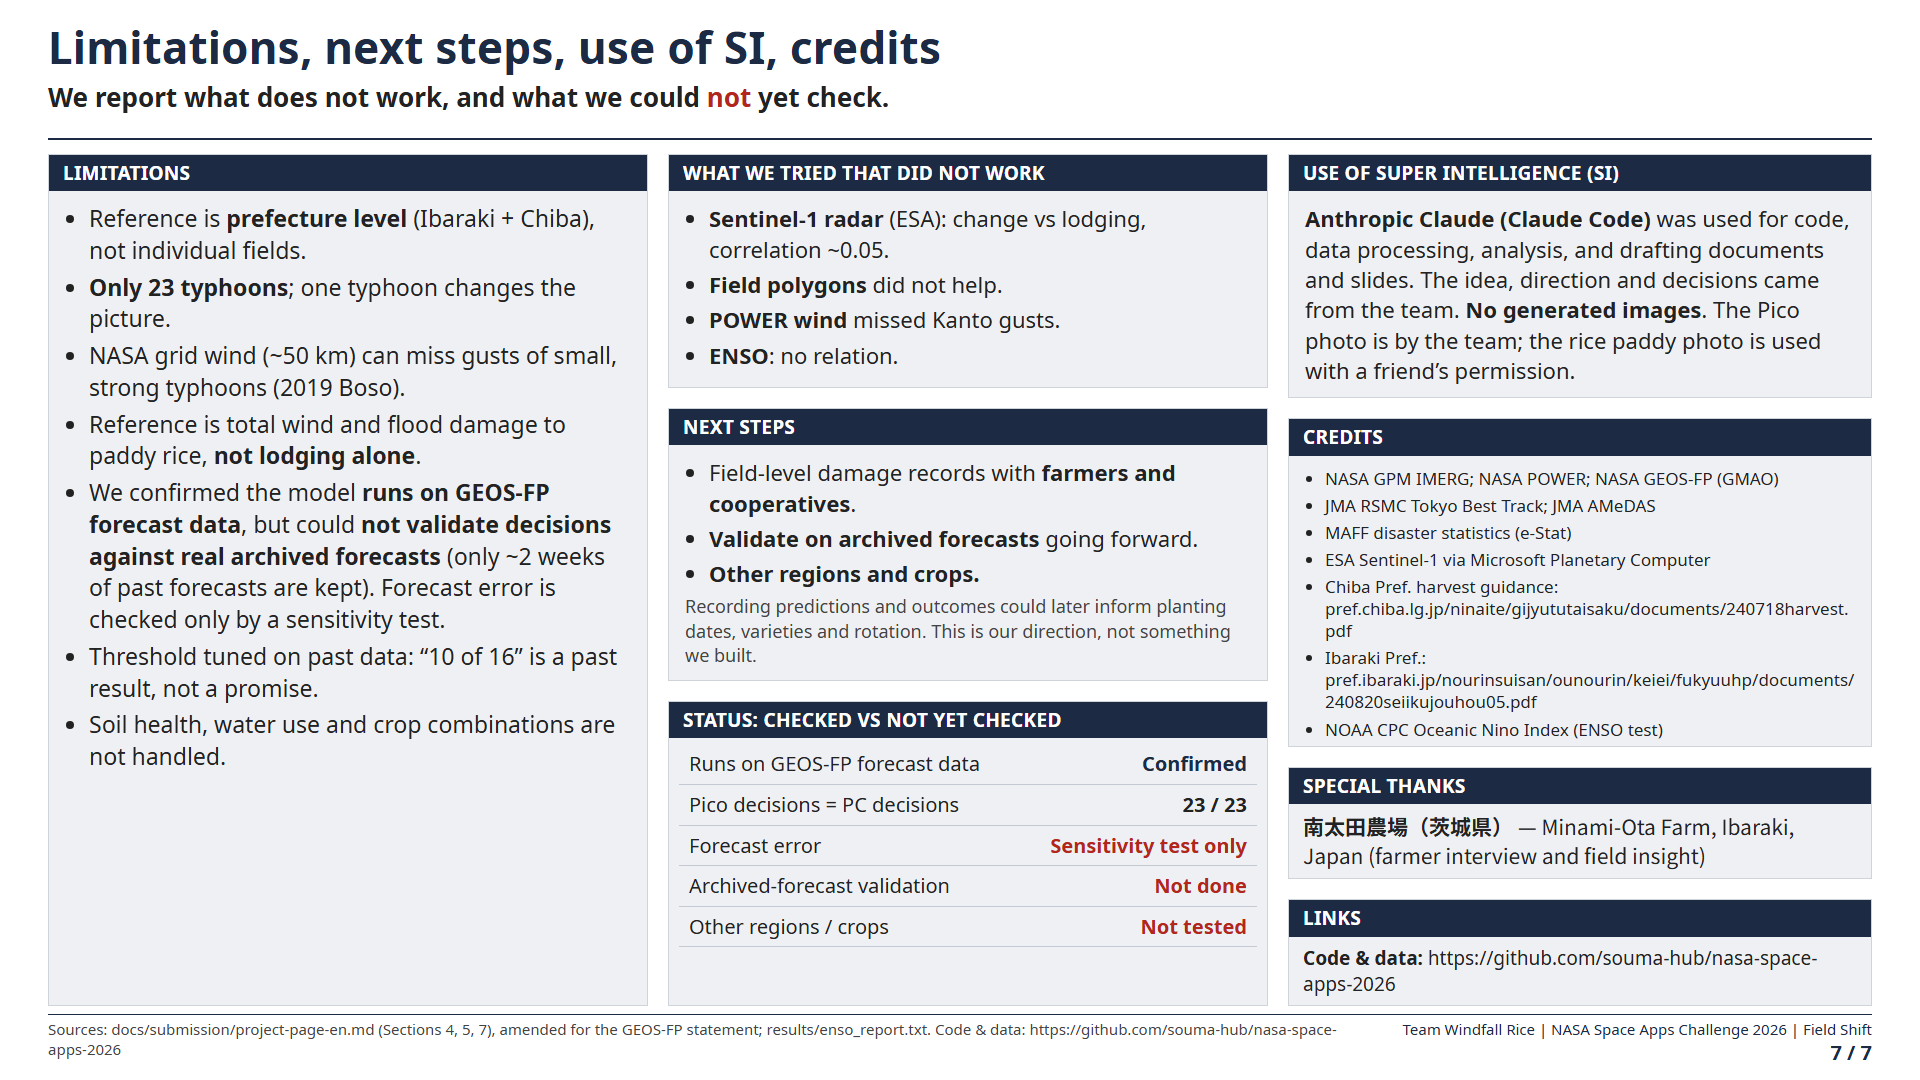 Limitations, next steps, use of SI, credits
We report what does not work, and what we could not yet check.
LIMITATIONS
• Reference is prefecture level (Ibaraki + Chiba),
not individual fields.
• Only 23 typhoons; one typhoon changes the
picture.
• NASA grid wind (~50 km) can miss gusts of small,
strong typhoons (2019 Boso).
• Reference is total wind and flood damage to
paddy rice, not lodging alone.
• We confirmed the model runs on GEOS-FP
forecast data, but could not validate decisions
against real archived forecasts (only ~2 weeks
of past forecasts are kept). Forecast error is
checked only by a sensitivity test.
• Threshold tuned on past data: “10 of 16” is a past
result, not a promise.
• Soil health, water use and crop combinations are
not handled.
WHAT WE TRIED THAT DID NOT WORK
• Sentinel-1 radar (ESA): change vs lodging,
correlation ~0.05.
• Field polygons did not help.
• POWER wind missed Kanto gusts.
• ENSO: no relation.
NEXT STEPS
• Field-level damage records with farmers and
cooperatives.
• Validate on archived forecasts going forward.
• Other regions and crops.
Recording predictions and outcomes could later inform planting
dates, varieties and rotation. This is our direction, not something
we built.
STATUS: CHECKED VS NOT YET CHECKED
Runs on GEOS-FP forecast data Confirmed
Pico decisions = PC decisions 23 / 23
Forecast error Sensitivity test only
Archived-forecast validation Not done
Other regions / crops Not tested
USE OF SUPER INTELLIGENCE (SI)
Anthropic Claude (Claude Code) was used for code,
data processing, analysis, and drafting documents
and slides. The idea, direction and decisions came
from the team. No generated images. The Pico
photo is by the team; the rice paddy photo is used
with a friend’s permission.
CREDITS
• NASA GPM IMERG; NASA POWER; NASA GEOS-FP (GMAO)
• JMA RSMC Tokyo Best Track; JMA AMeDAS
• MAFF disaster statistics (e-Stat)
• ESA Sentinel-1 via Microsoft Planetary Computer
• Chiba Pref. harvest guidance:
pref.chiba.lg.jp/ninaite/gijyututaisaku/documents/240718harvest.
pdf
• Ibaraki Pref.:
pref.ibaraki.jp/nourinsuisan/ounourin/keiei/fukyuuhp/documents/
240820seiikujouhou05.pdf
• NOAA CPC Oceanic Nino Index (ENSO test)
SPECIAL THANKS
南太田農場（茨城県） — Minami-Ota Farm, Ibaraki,
Japan (farmer interview and field insight)
LINKS
Code & data: https://github.com/souma-hub/nasa-space-
apps-2026
Sources: docs/submission/project-page-en.md (Sections 4, 5, 7), amended for the GEOS-FP statement; results/enso_report.txt. Code & data: https://github.com/souma-hub/nasa-space-
apps-2026
Team Windfall Rice | NASA Space Apps Challenge 2026 | Field Shift
7 / 7